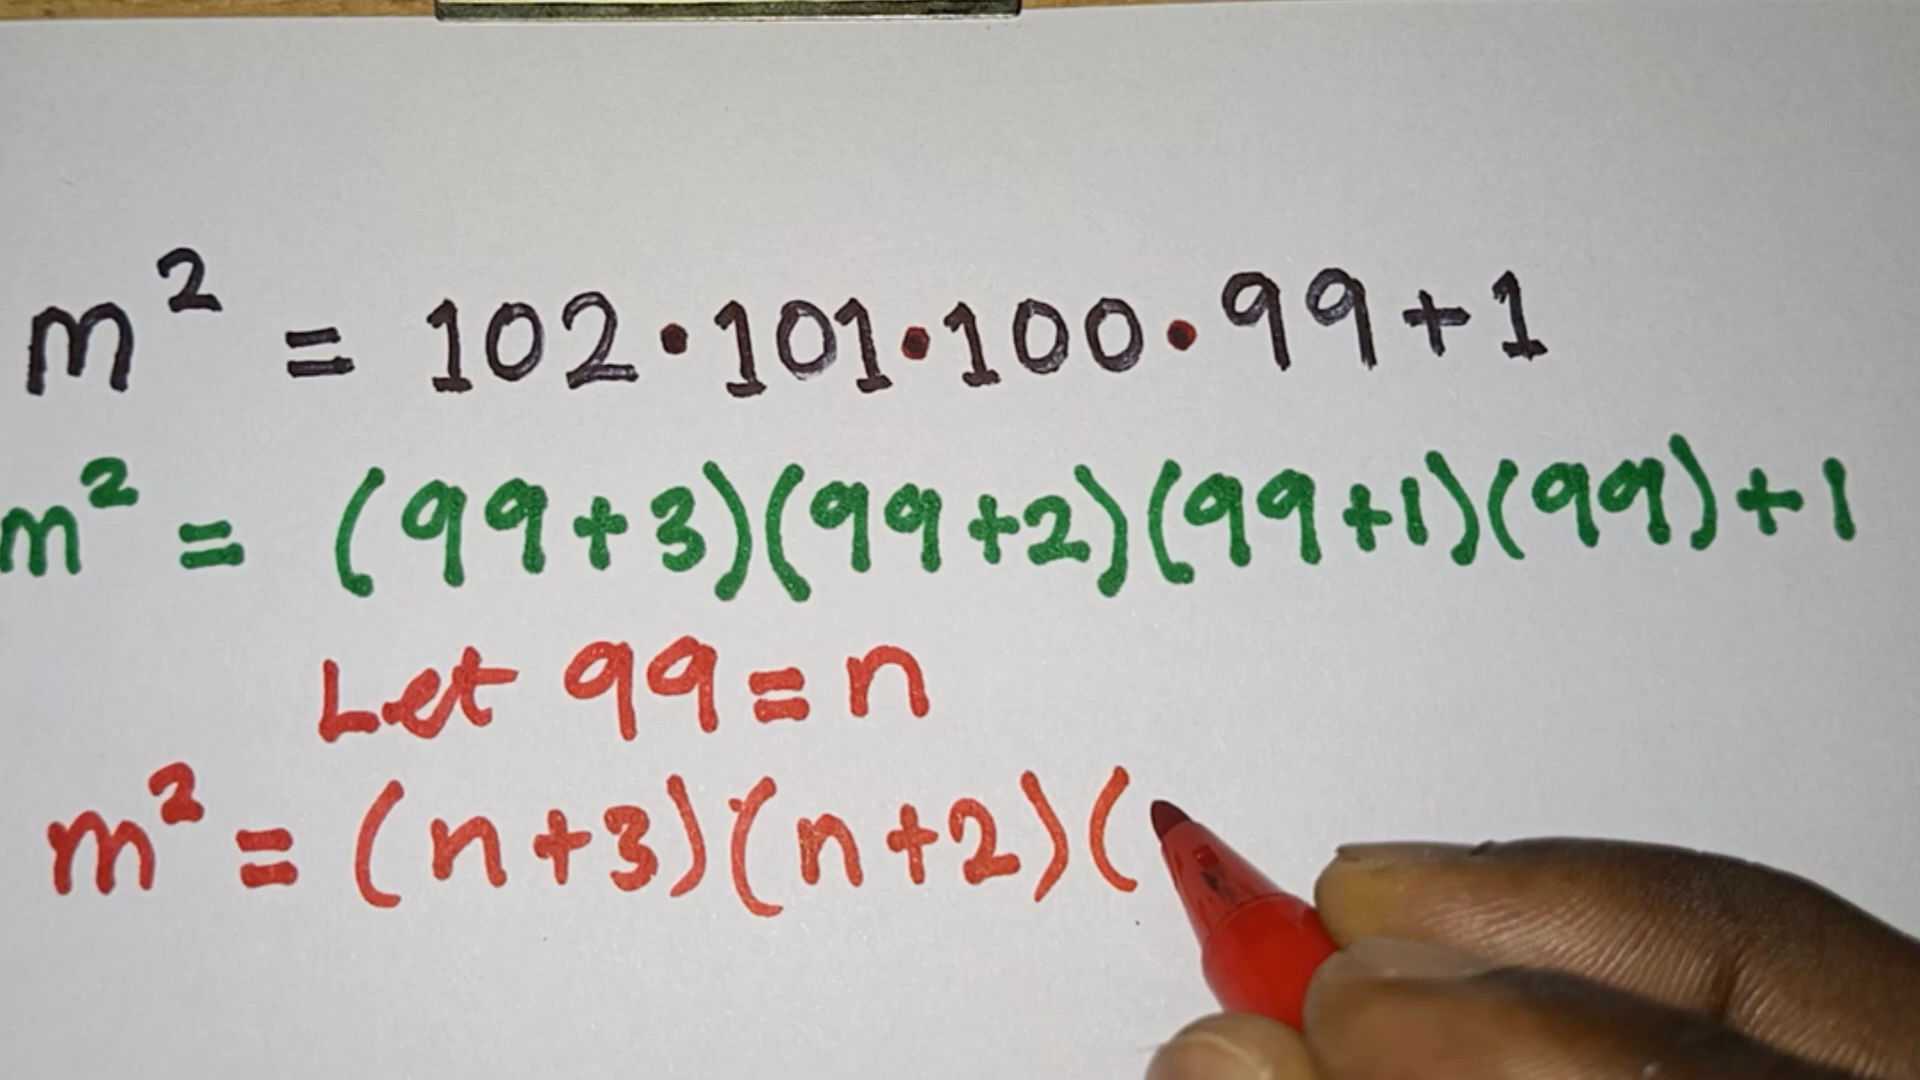 m² = 102·101·100·99+1
m² = (99+3)(99+2)(99+1)(99)+1
Let 99=n
m² = (n+3)(n+2)(